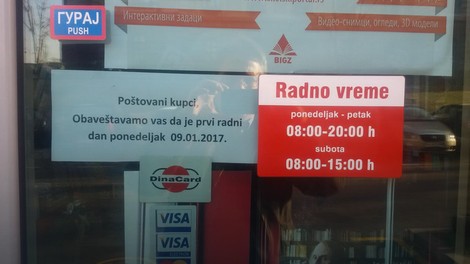 Интерактивни задаци
Видео-снимци, огледи, 3D модели
BIGZ
ГУРАЈ
PUSH
Poštovani kupci,
Obaveštavamo vas da je prvi radni
dan ponedeljak 09.01.2017.
Radno vreme
ponedeljak - petak
08:00-20:00 h
subota
08:00-15:00 h
DinaCard
VISA
VISA
VISA